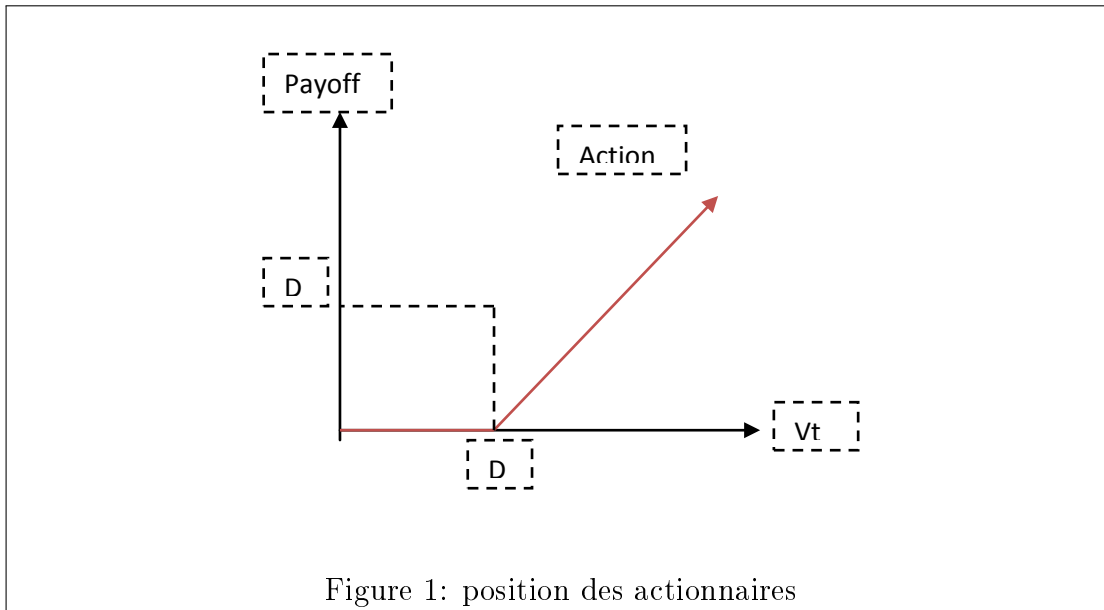 Payoff
Action
D
Vt
D
Figure 1: position des actionnaires